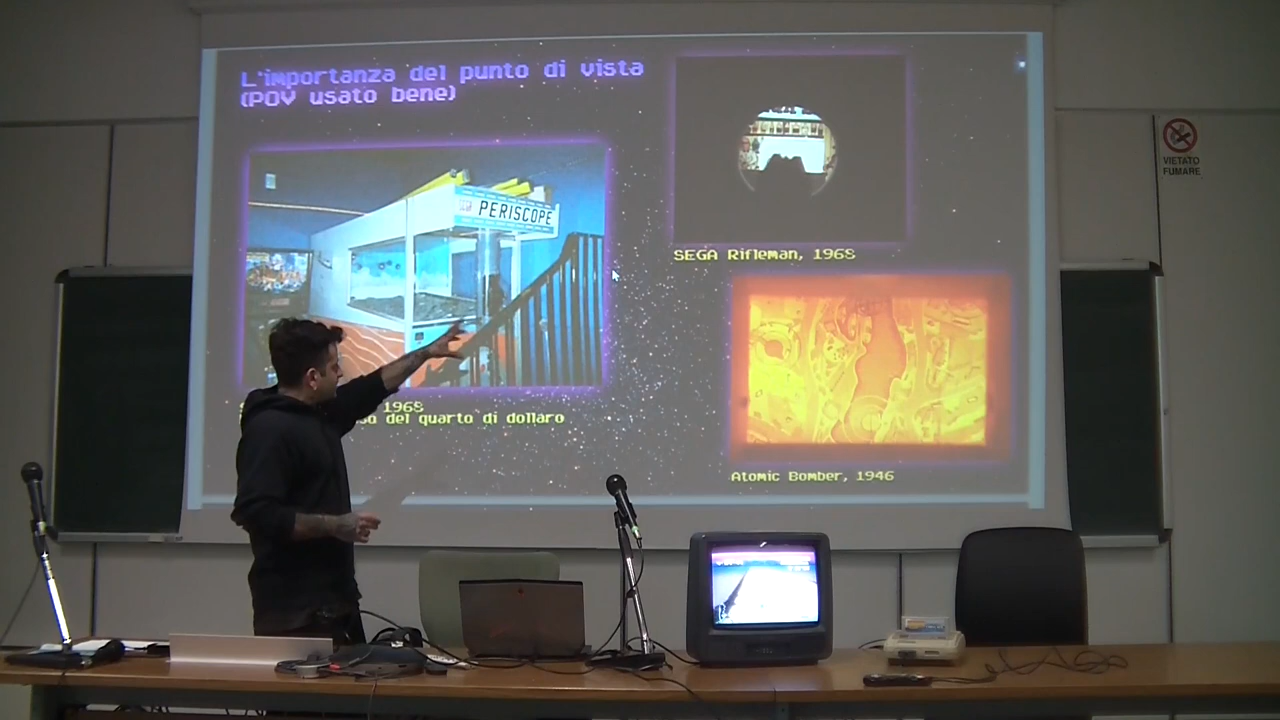 L'importanza del punto di vista
(POV usato bene)
PERISCOPE
1968
del quarto di dollaro
SEGA Rifleman, 1968
Atomic Bomber, 1946
VIETATO
FUMARE